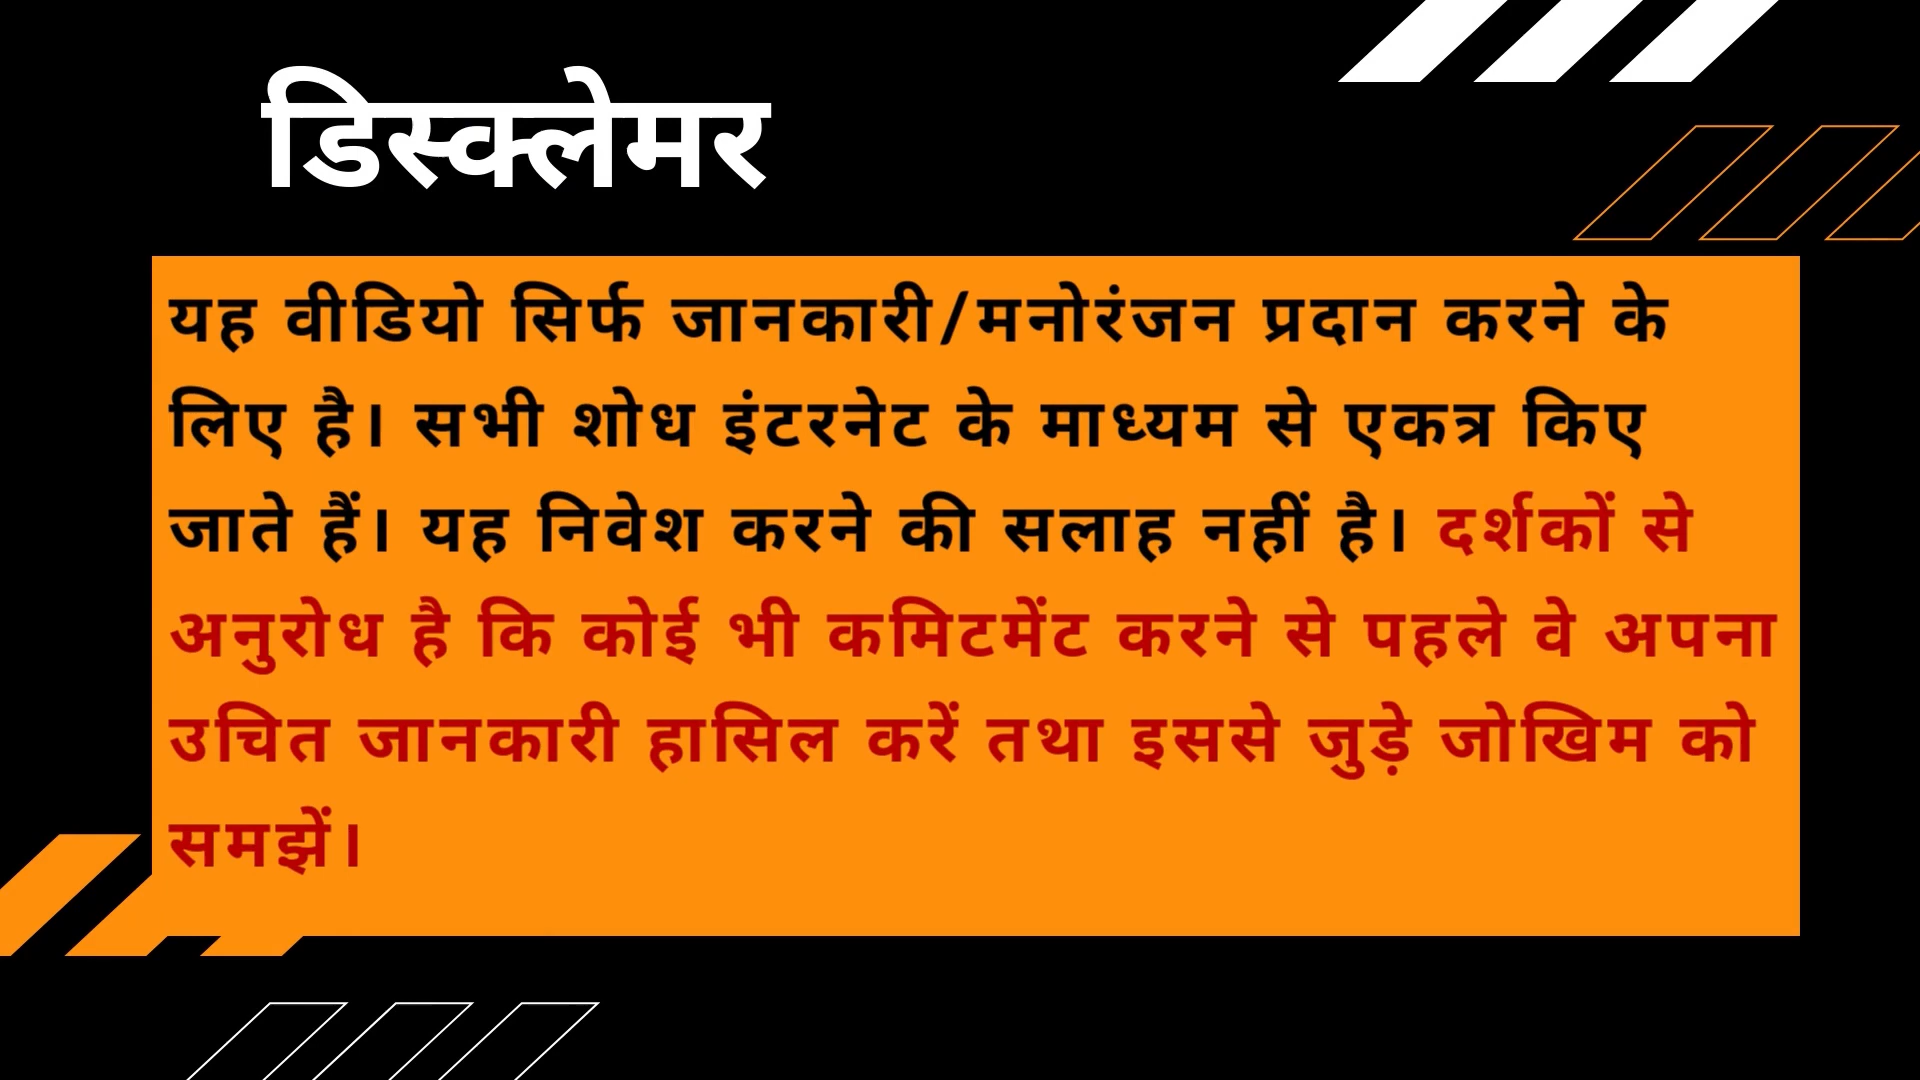 डिस्क्लेमर
यह वीडियो सिर्फ जानकारी/मनोरंजन प्रदान करने के
लिए है। सभी शोध इंटरनेट के माध्यम से एकत्र किए
जाते हैं। यह निवेश करने की सलाह नहीं है। दर्शकों से
अनुरोध है कि कोई भी कमिटमेंट करने से पहले वे अपना
उचित जानकारी हासिल करें तथा इससे जुड़े जोखिम को
समझें।